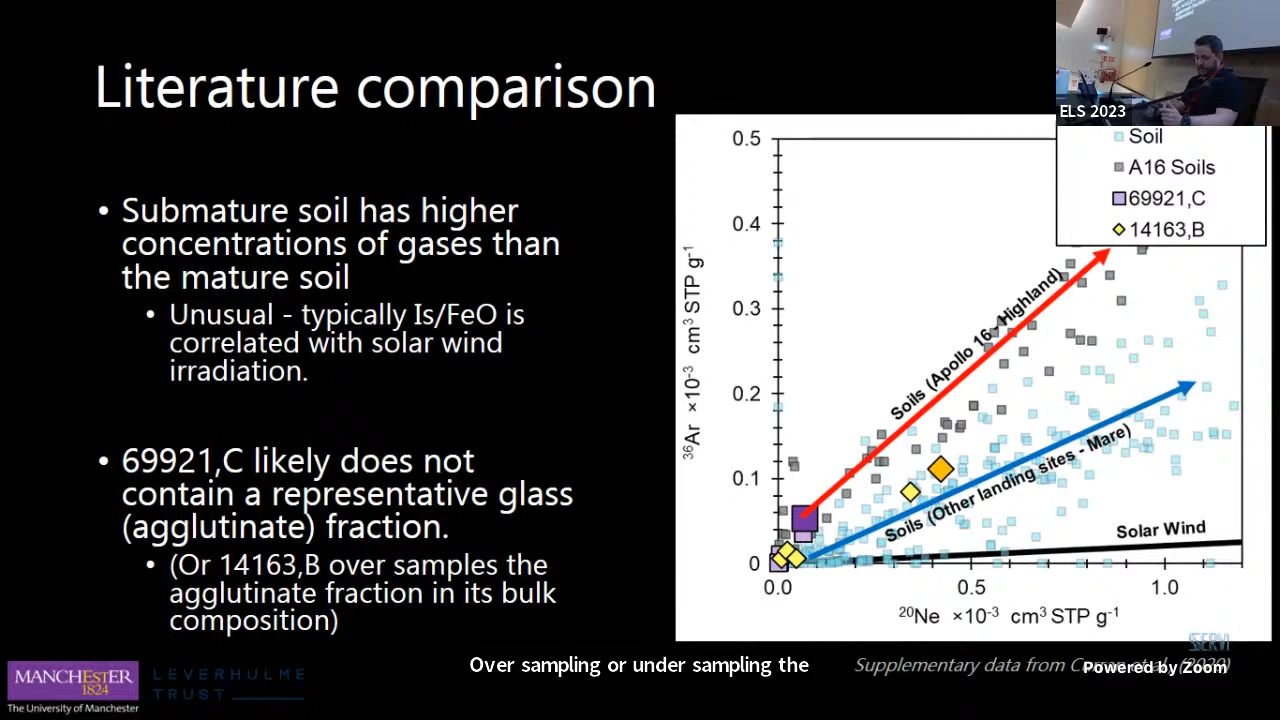 Literature comparison
ELS 2023
• Submature soil has higher
concentrations of gases than
the mature soil
• Unusual - typically Is/FeO is
correlated with solar wind
irradiation.
• 69921,C likely does not
contain a representative glass
(agglutinate) fraction.
• (Or 14163,B over samples the
agglutinate fraction in its bulk
composition)
Soil
A16 Soils
69921,C
14163,B
0.5
0.4
0.3
0.2
0.1
0
³⁶Ar ×10⁻³ cm³ STP g⁻¹
Soils (Apollo 16 - Highland)
Soils (Other landing sites - Mare)
Solar Wind
0.0
0.5
1.0
²⁰Ne ×10⁻³ cm³ STP g⁻¹
MANCHESTER
1824
The University of Manchester
LEVERHULME
TRUST
Over sampling or under sampling the
Supplementary data from
Powered by Zoom